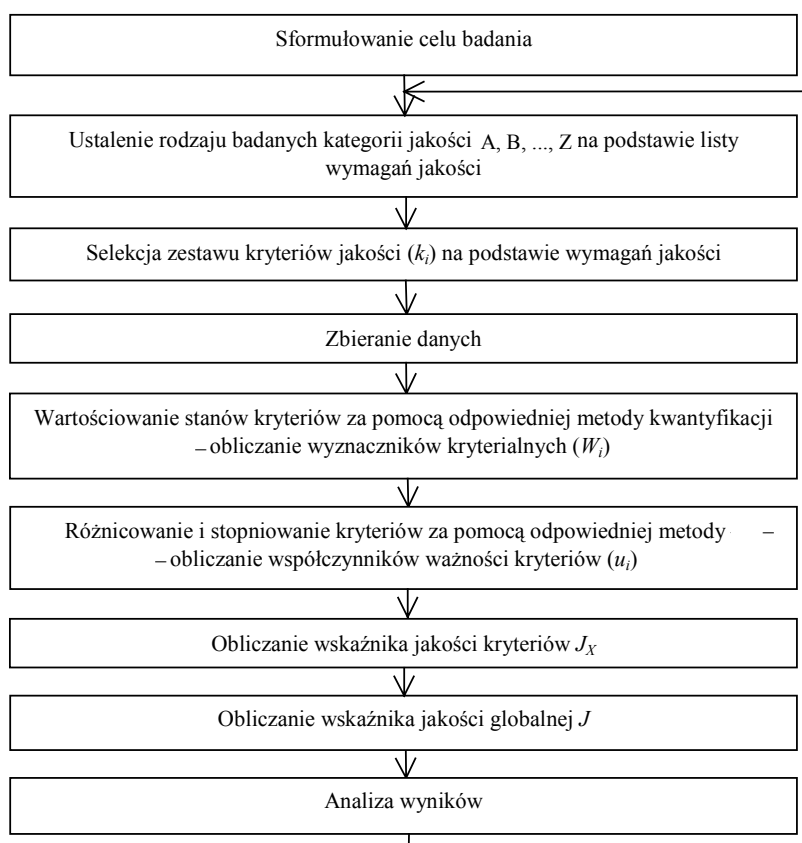 Sformułowanie celu badania
Ustalenie rodzaju badanych kategorii jakości A, B, ..., Z na podstawie listy
wymagań jakości
Selekcja zestawu kryteriów jakości (ki) na podstawie wymagań jakości
Zbieranie danych
Wartościowanie stanów kryteriów za pomocą odpowiedniej metody kwantyfikacji
– obliczanie wyznaczników kryterialnych (Wi)
Różnicowanie i stopniowanie kryteriów za pomocą odpowiedniej metody –
– obliczanie współczynników ważności kryteriów (ui)
Obliczanie wskaźnika jakości kryteriów JX
Obliczanie wskaźnika jakości globalnej J
Analiza wyników